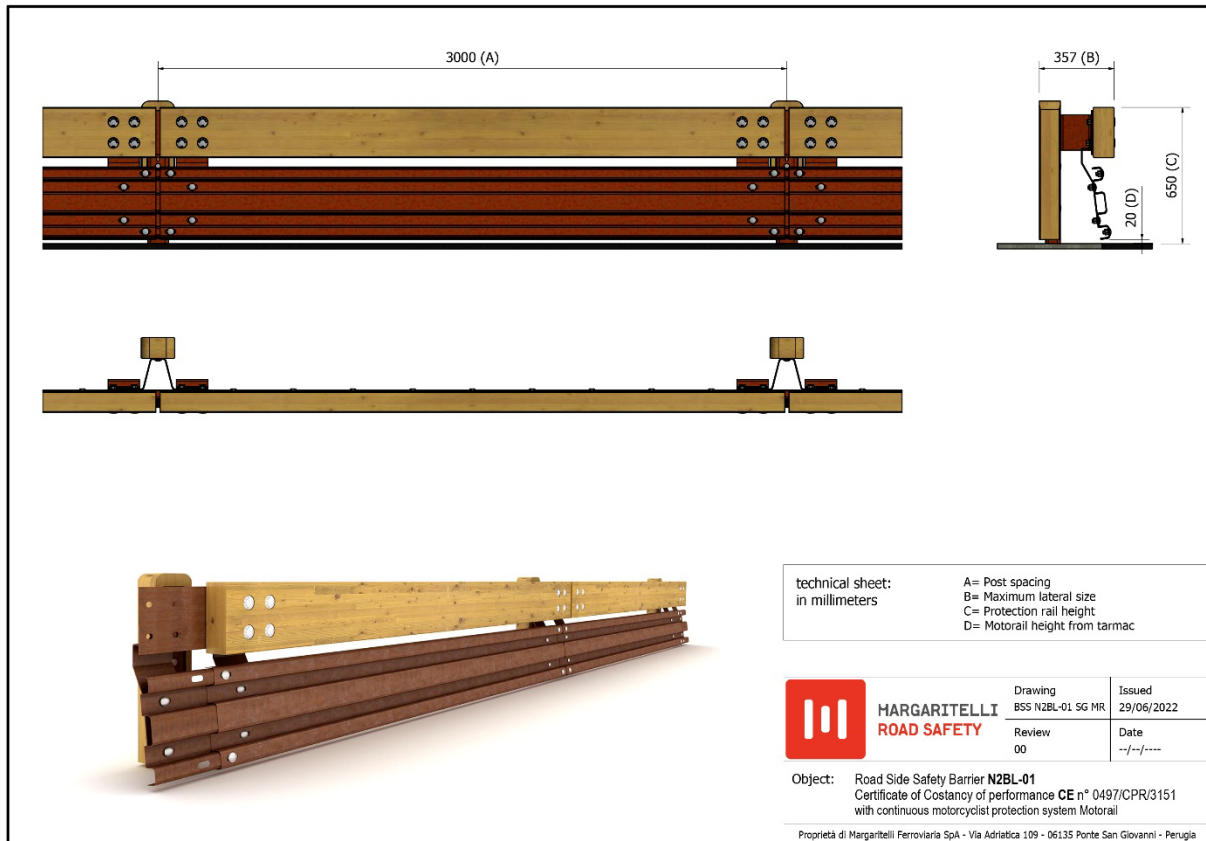 3000 (A)
357 (B)
650 (C)
20 (D)
technical sheet:
in millimeters
A= Post spacing
B= Maximum lateral size
C= Protection rail height
D= Motorail height from tarmac
MARGARITELLI
ROAD SAFETY
Drawing
BSS N2BL-01 SG MR
Issued
29/06/2022
Review
00
Date
--/--/----
Object:
Road Side Safety Barrier N2BL-01
Certificate of Costancy of performance CE n° 0497/CPR/3151
with continuous motorcyclist protection system Motorail
Proprietà di Margaritelli Ferroviaria SpA - Via Adriatica 109 - 06135 Ponte San Giovanni - Perugia